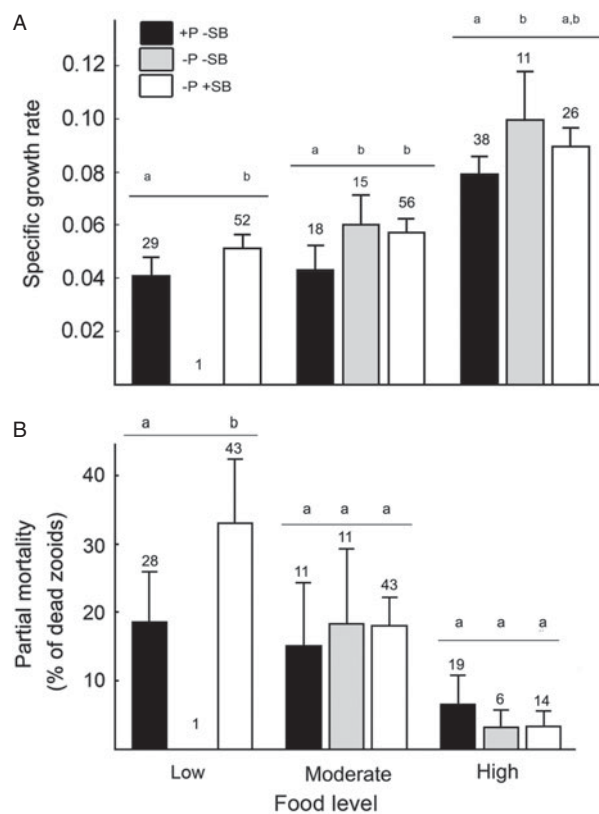 A
+P -SB
-P -SB
-P +SB
a b a,b
11
0.12
38
26
0.10
a b b
0.08
a b
15
56
52
18
0.06
29
0.04
0.02
1
Specific growth rate
B
a b
43
40
a a a
28
11
11
43
30
a a a
19
6
14
20
10
1
Partial mortality
(% of dead zooids)
Low Moderate High
Food level